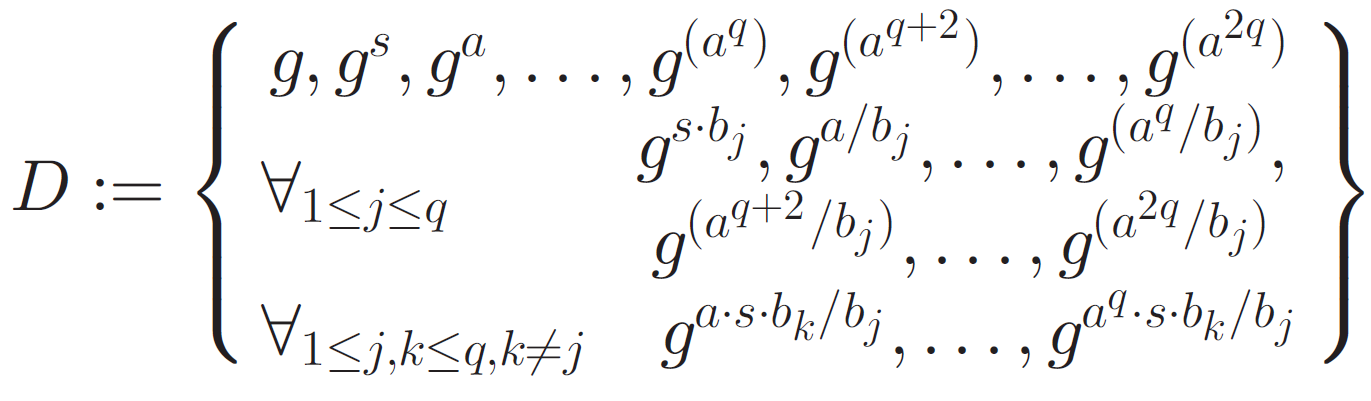 g, g^s, g^a, ..., g^(a^q), g^(a^{q+2}), ..., g^(a^{2q})
D := { ∀_{1≤j≤q} g^{s·b_j}, g^{a/b_j}, ..., g^(a^q/b_j),
g^(a^{q+2}/b_j), ..., g^(a^{2q}/b_j)
∀_{1≤j,k≤q,k≠j} g^{a·s·b_k/b_j}, ..., g^{a^q·s·b_k/b_j} }